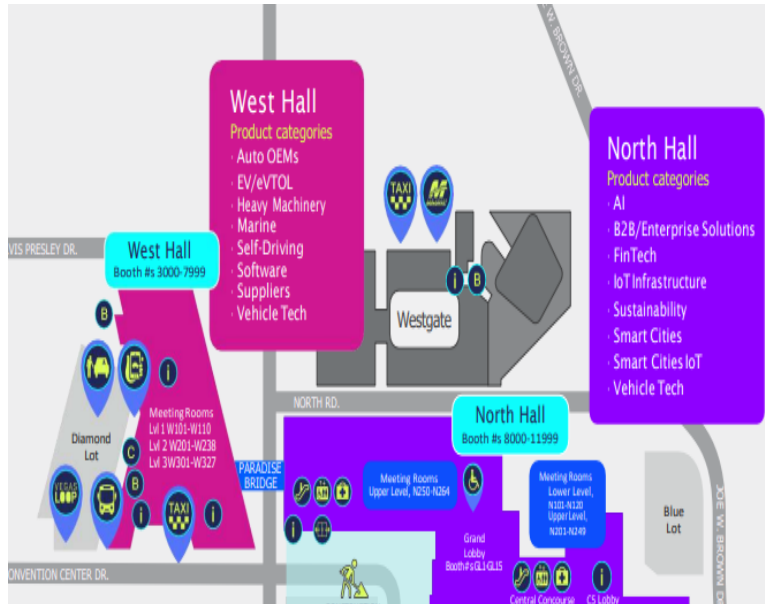 West Hall
Product categories
· Auto OEMs
· EV/eVTOL
· Heavy Machinery
· Marine
· Self-Driving
· Software
· Suppliers
· Vehicle Tech
North Hall
Product categories
· AI
· B2B/Enterprise Solutions
· FinTech
· IoT Infrastructure
· Sustainability
· Smart Cities
· Smart Cities IoT
· Vehicle Tech
E W. BROWN DR.
TAXI
M
VIS PRESLEY DR.
West Hall
Booth #s 3000-7999
i
B
Westgate
B
i
Meeting Rooms
Lvl 1 W101-W110
Lvl 2 W201-W238
Lvl 3 W301-W327
Diamond
Lot
C
B
VEGAS
LOOP
i
TAXI
i
NORTH RD.
North Hall
Booth #s 8000-11999
PARADISE
BRIDGE
Meeting Rooms
Upper Level, N250-N264
Meeting Rooms
Lower Level,
N101-N120
Upper Level,
N201-N249
Blue
Lot
JOE W. BROWN DR
i
Grand
Lobby
Booth #s GL1-GL15
ONVENTION CENTER DR.
i
Central Concourse
C5 Lobby